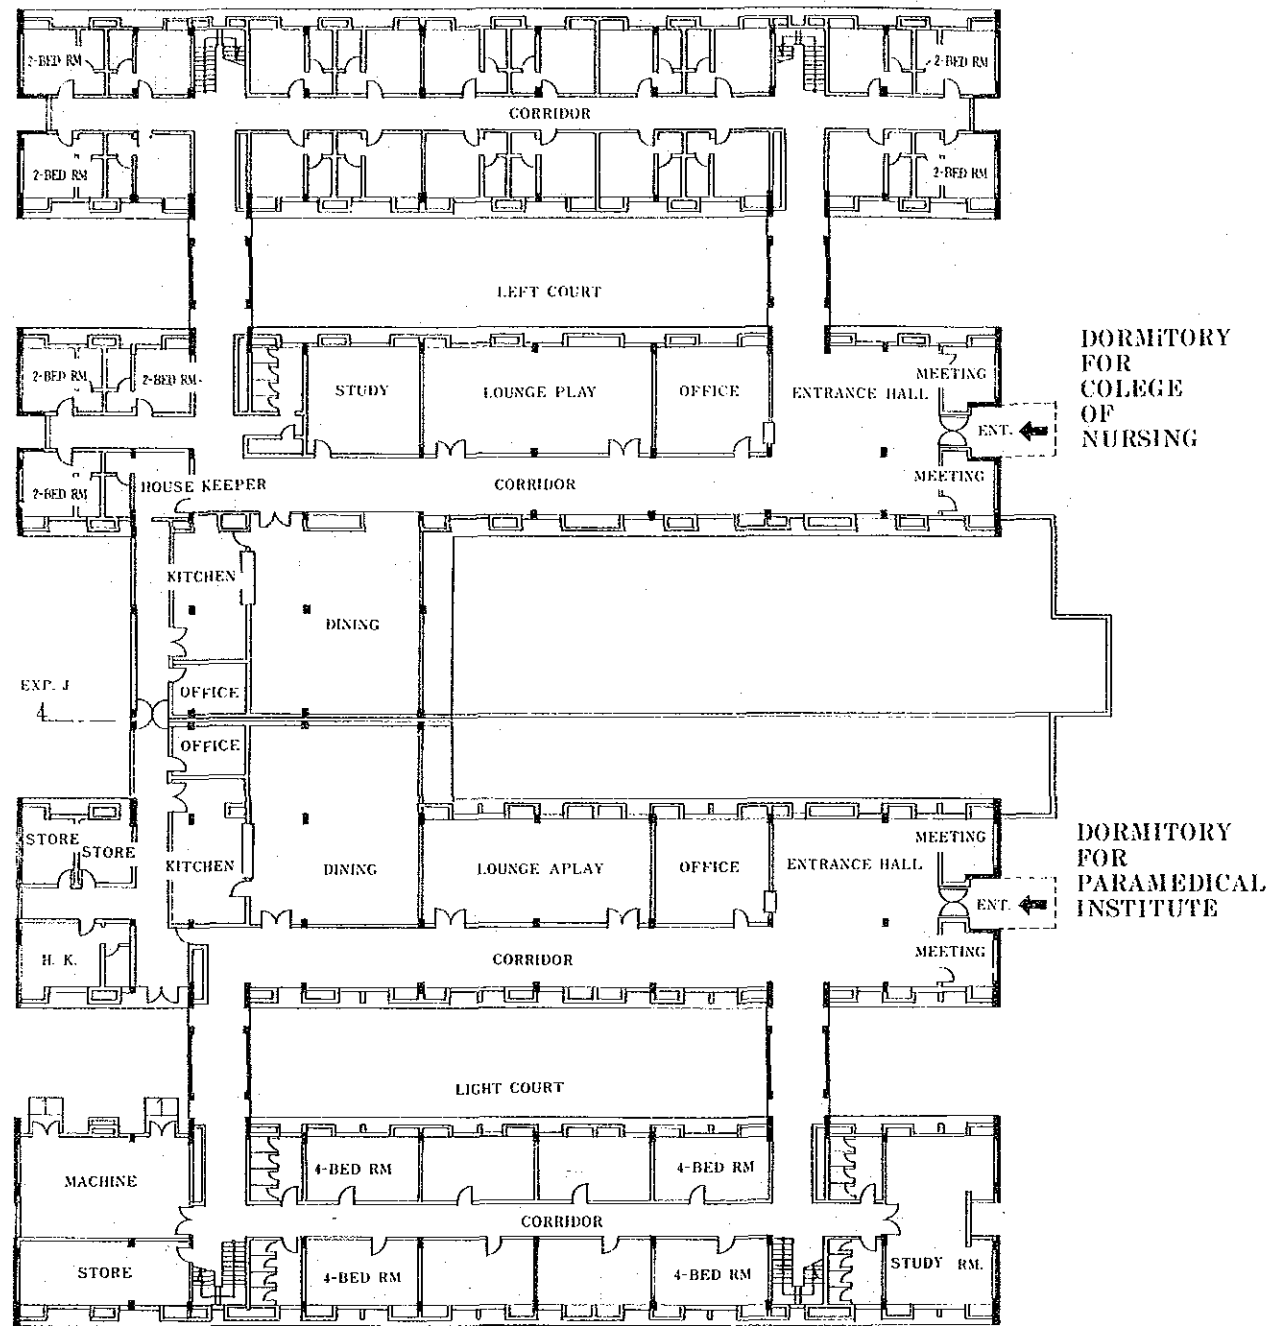 2-BED RM
2-BED RM
CORRIDOR
2-BED RM
2-BED RM
LEFT COURT
DORMiTORY
FOR
COLEGE
OF
NURSING
2-BED RM
2-BED RM
STUDY
LOUNGE PLAY
OFFICE
ENTRANCE HALL
MEETING
ENT.
2-BED RM
HOUSE KEEPER
CORRIDOR
MEETING
KITCHEN
DINING
EXP. J
OFFICE
OFFICE
STORE
STORE
KITCHEN
DINING
LOUNGE APLAY
OFFICE
ENTRANCE HALL
MEETING
ENT.
DORMITORY
FOR
PARAMEDICAL
INSTITUTE
H. K.
CORRIDOR
MEETING
LIGHT COURT
MACHINE
4-BED RM
4-BED RM
CORRIDOR
STORE
4-BED RM
4-BED RM
STUDY RM.